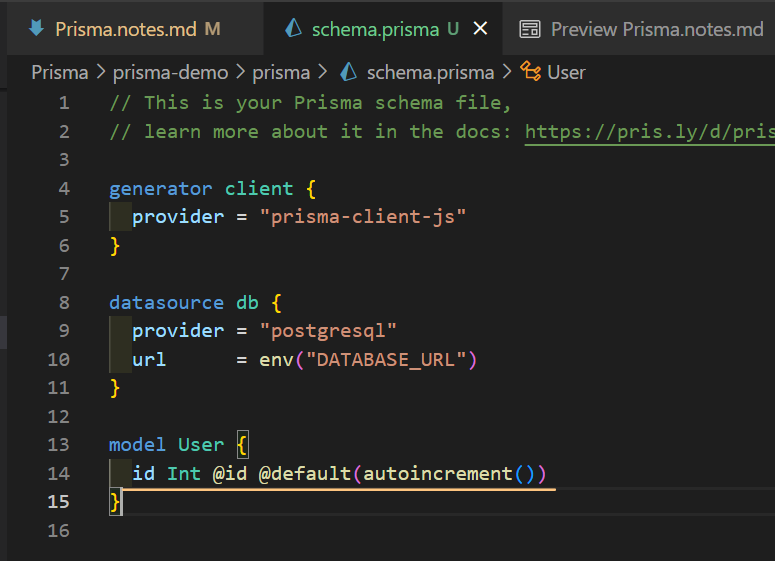 Prisma.notes.md M
schema.prisma U
Preview Prisma.notes.md
Prisma > prisma-demo > prisma > schema.prisma > User
1 // This is your Prisma schema file,
2 // learn more about it in the docs: https://pris.ly/d/pris
3
4 generator client {
5   provider = "prisma-client-js"
6 }
7
8 datasource db {
9   provider = "postgresql"
10   url      = env("DATABASE_URL")
11 }
12
13 model User {
14   id Int @id @default(autoincrement())
15 }
16